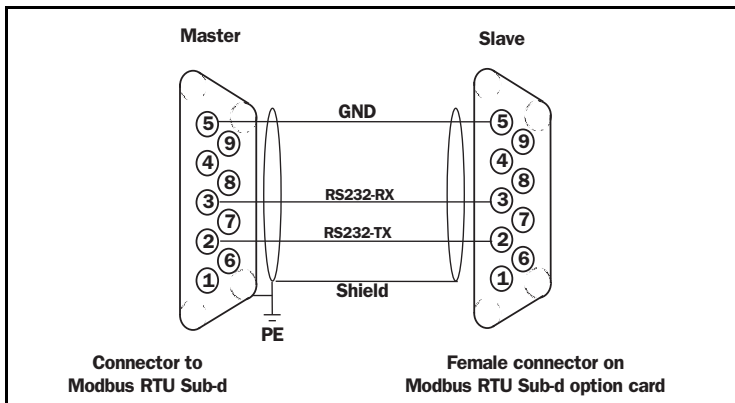 Master
Slave
GND
5
9
4
8
3
7
2
6
1
RS232-RX
RS232-TX
Shield
PE
5
9
4
8
3
7
2
6
1
Connector to
Modbus RTU Sub-d
Female connector on
Modbus RTU Sub-d option card